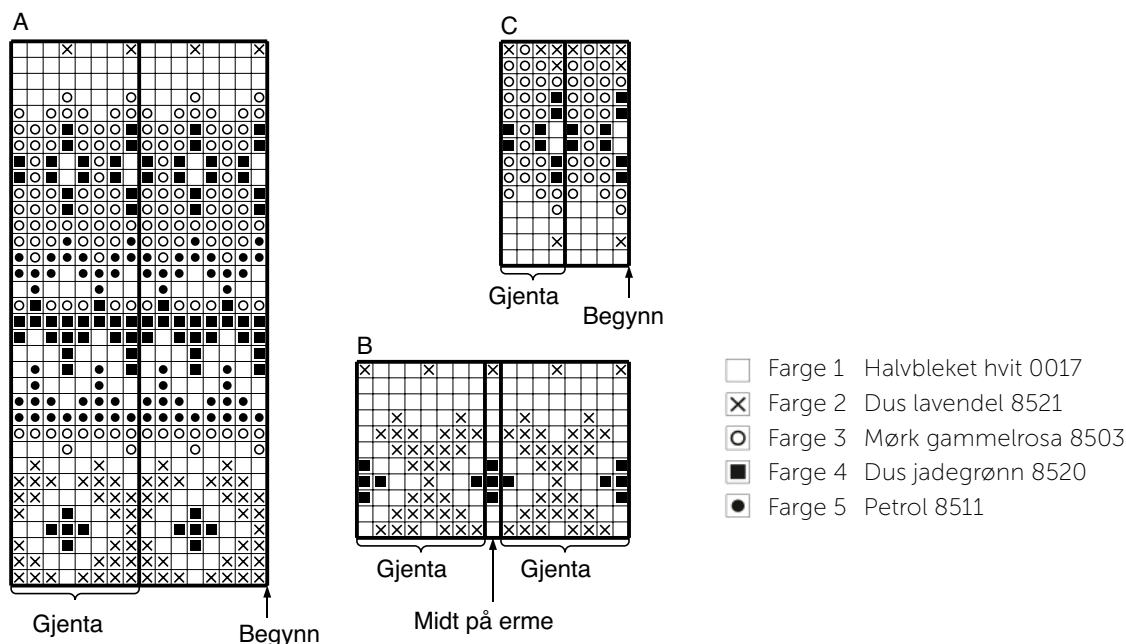 A
Gjenta
Begynn
C
Gjenta
Begynn
B
Gjenta
Gjenta
Midt på erme
Farge 1 Halvbleket hvit 0017
Farge 2 Dus lavendel 8521
Farge 3 Mørk gammelrosa 8503
Farge 4 Dus jadegrønn 8520
Farge 5 Petrol 8511